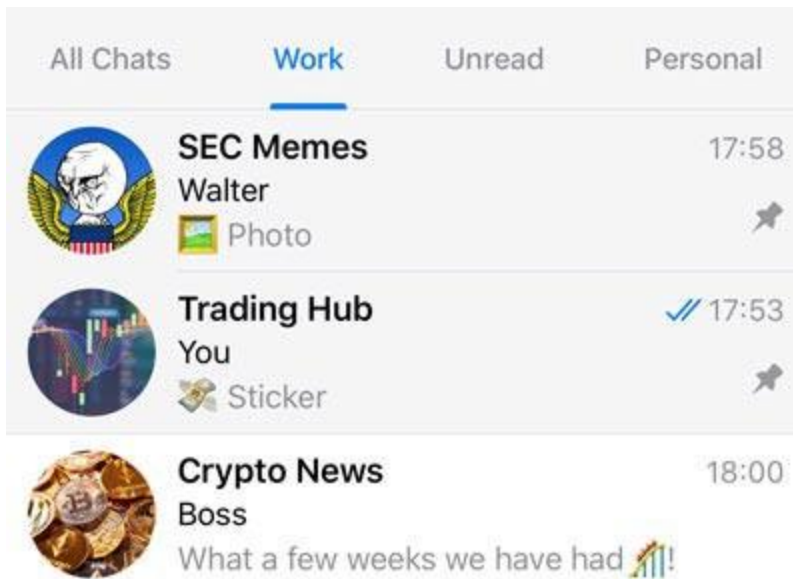 All Chats Work Unread Personal
SEC Memes 17:58
Walter
Photo
Trading Hub 17:53
You
Sticker
Crypto News 18:00
Boss
What a few weeks we have had 🎢!